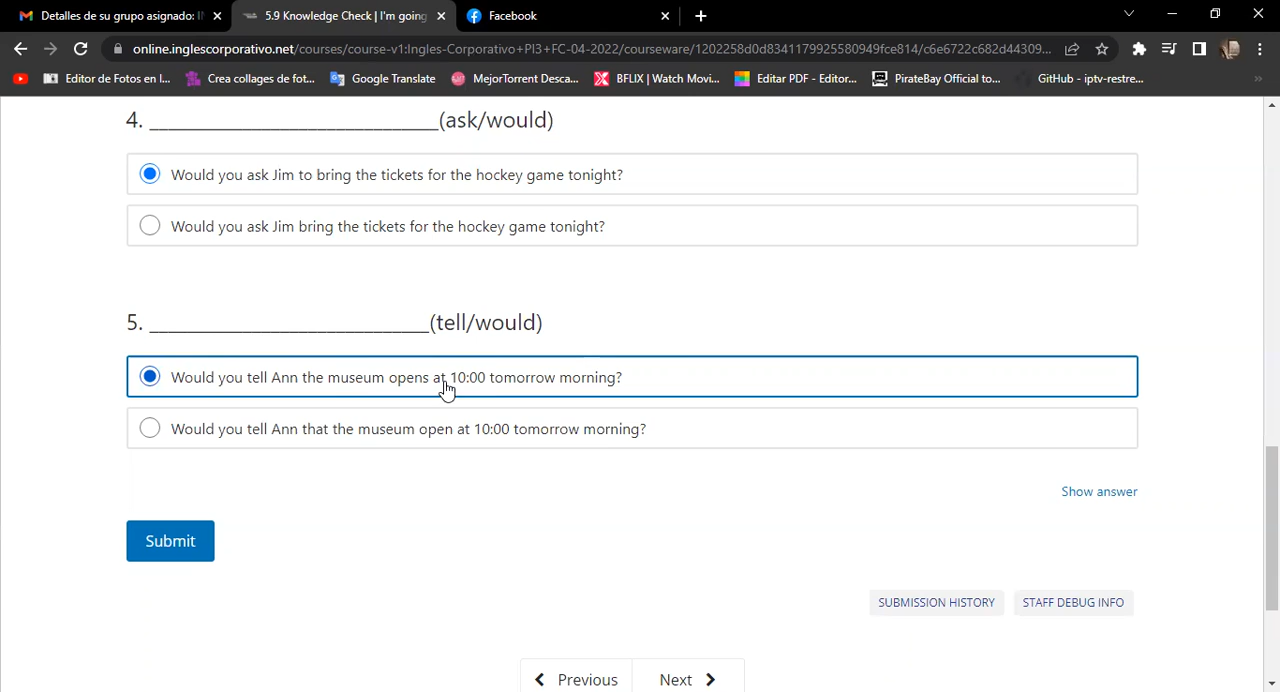 Detalles de su grupo asignado: I
5.9 Knowledge Check | I'm going
Facebook
online.inglescorporativo.net/courses/course-v1:Ingles-Corporativo+PI3+FC-04-2022/courseware/1202258d0d8341179925580949fce814/c6e6722c682d44309...
Editor de Fotos en l... Crea collages de fot... Google Translate MejorTorrent Desca... BFLIX | Watch Movi... Editar PDF - Editor... PirateBay Official to... GitHub - iptv-restre... »
4. ______________________________(ask/would)
Would you ask Jim to bring the tickets for the hockey game tonight?
Would you ask Jim bring the tickets for the hockey game tonight?
5. _____________________________(tell/would)
Would you tell Ann the museum opens at 10:00 tomorrow morning?
Would you tell Ann that the museum open at 10:00 tomorrow morning?
Show answer
Submit
SUBMISSION HISTORY STAFF DEBUG INFO
Previous Next